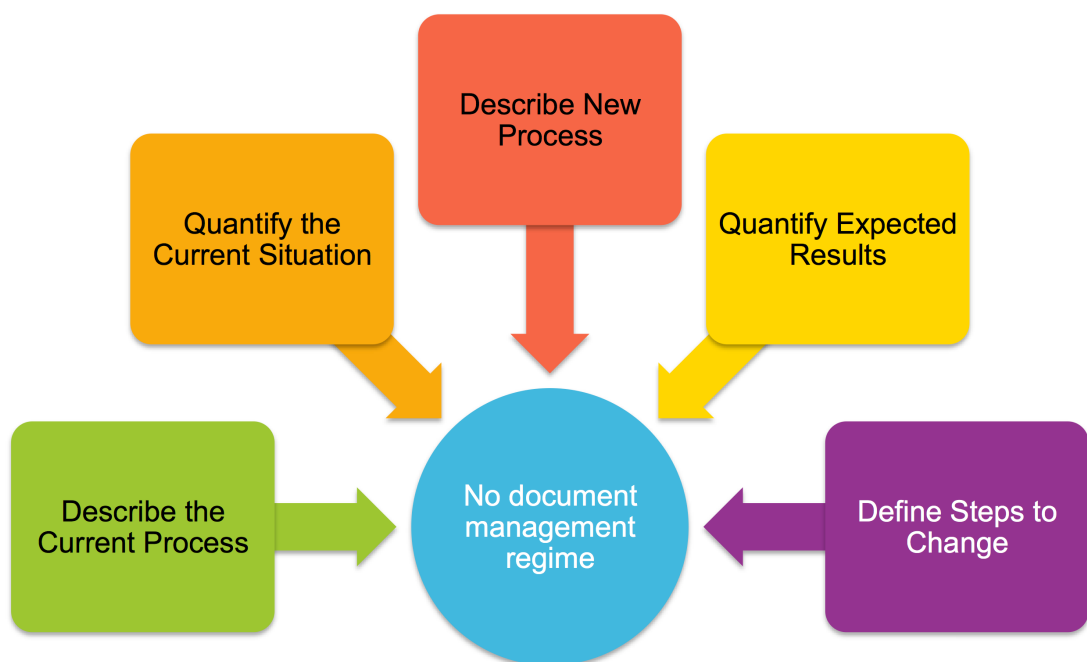 Describe New
Process
Quantify the
Current Situation
Quantify Expected
Results
Describe the
Current Process
No document
management
regime
Define Steps to
Change